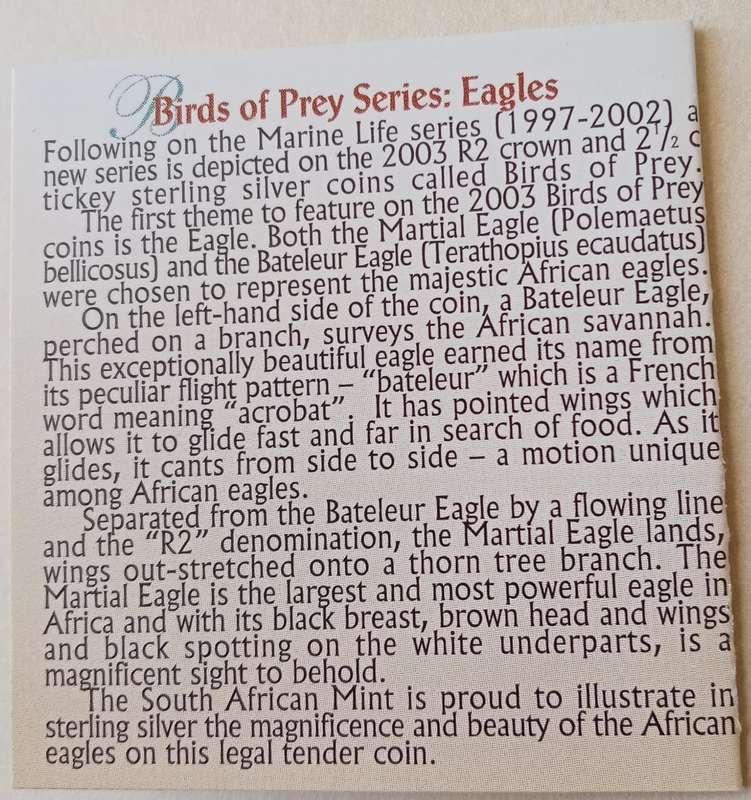 Birds of Prey Series: Eagles
Following on the Marine Life series (1997-2002) a
new series is depicted on the 2003 R2 crown and 2½ c
tickey sterling silver coins called Birds of Prey.
The first theme to feature on the 2003 Birds of Prey
coins is the Eagle. Both the Martial Eagle (Polemaetus
bellicosus) and the Bateleur Eagle (Terathopius ecaudatus)
were chosen to represent the majestic African eagles.
On the left-hand side of the coin, a Bateleur Eagle,
perched on a branch, surveys the African savannah.
This exceptionally beautiful eagle earned its name from
its peculiar flight pattern – “bateleur” which is a French
word meaning “acrobat”. It has pointed wings which
allows it to glide fast and far in search of food. As it
glides, it cants from side to side – a motion unique
among African eagles.
Separated from the Bateleur Eagle by a flowing line
and the “R2” denomination, the Martial Eagle lands,
wings out-stretched onto a thorn tree branch. The
Martial Eagle is the largest and most powerful eagle in
Africa and with its black breast, brown head and wings
and black spotting on the white underparts, is a
magnificent sight to behold.
The South African Mint is proud to illustrate in
sterling silver the magnificence and beauty of the African
eagles on this legal tender coin.